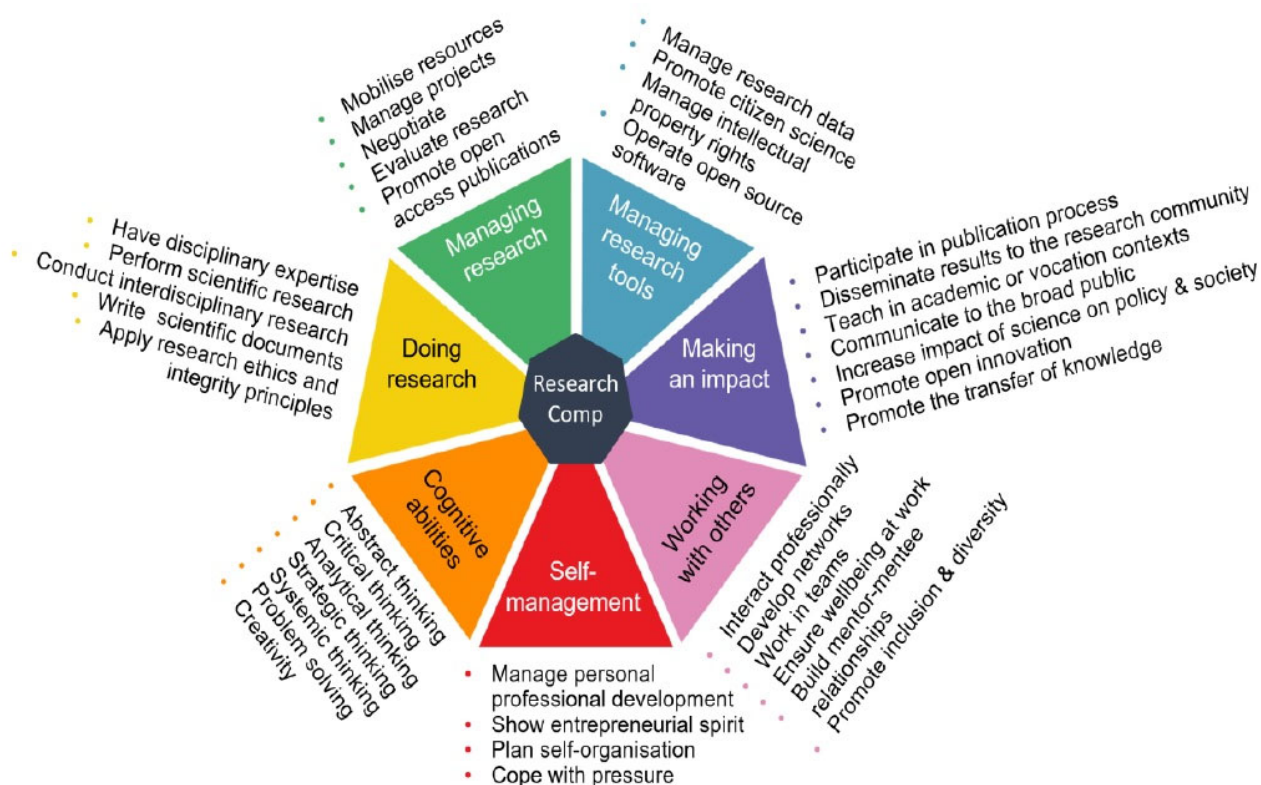 Mobilise resources
Manage projects
Negotiate
Evaluate research
Promote open
access publications
Managing
research
Manage research data
Promote citizen science
Manage intellectual
property rights
Operate open source
software
Managing
research
tools
Participate in publication process
Disseminate results to the research community
Teach in academic or vocation contexts
Communicate to the broad public
Increase impact of science on policy & society
Promote open innovation
Promote the transfer of knowledge
Making
an impact
Have disciplinary expertise
Perform scientific research
Conduct interdisciplinary research
Write scientific documents
Apply research ethics and
integrity principles
Doing
research
Research
Comp
Cognitive
abilities
Abstract thinking
Critical thinking
Analytical thinking
Strategic thinking
Systemic thinking
Problem solving
Creativity
Self-
management
Manage personal
professional development
Show entrepreneurial spirit
Plan self-organisation
Cope with pressure
Working
with others
Interact professionally
Develop networks
Work in teams
Ensure wellbeing at work
Build mentor-mentee
relationships
Promote inclusion & diversity